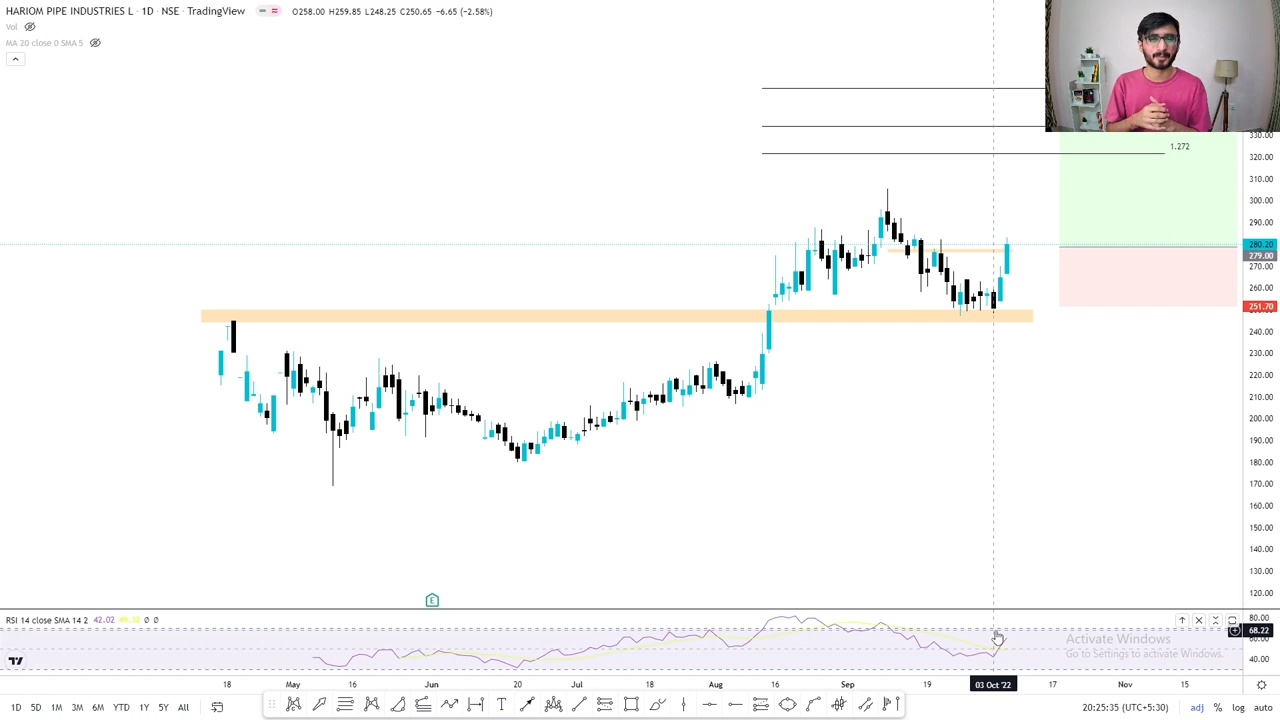 HARIOM PIPE INDUSTRIES L · 1D · NSE · TradingView O258.00 H259.85 L248.25 C250.65 −6.65 (−2.58%)
Vol
MA 20 close 0 SMA 5
1.272
330.00
320.00
310.00
300.00
290.00
280.20
279.00
270.00
260.00
251.70
240.00
230.00
220.00
210.00
200.00
190.00
180.00
170.00
160.00
150.00
140.00
130.00
120.00
E
RSI 14 close SMA 14 2 42.02 Ø Ø
80.00
68.22
40.00
Activate Windows
Go to Settings to activate Windows.
18 May 16 Jun 20 Jul 18 Aug 16 Sep 19 03 Oct '22 17 Nov 15
1D 5D 1M 3M 6M YTD 1Y 5Y All
20:25:35 (UTC+5:30) adj % log auto